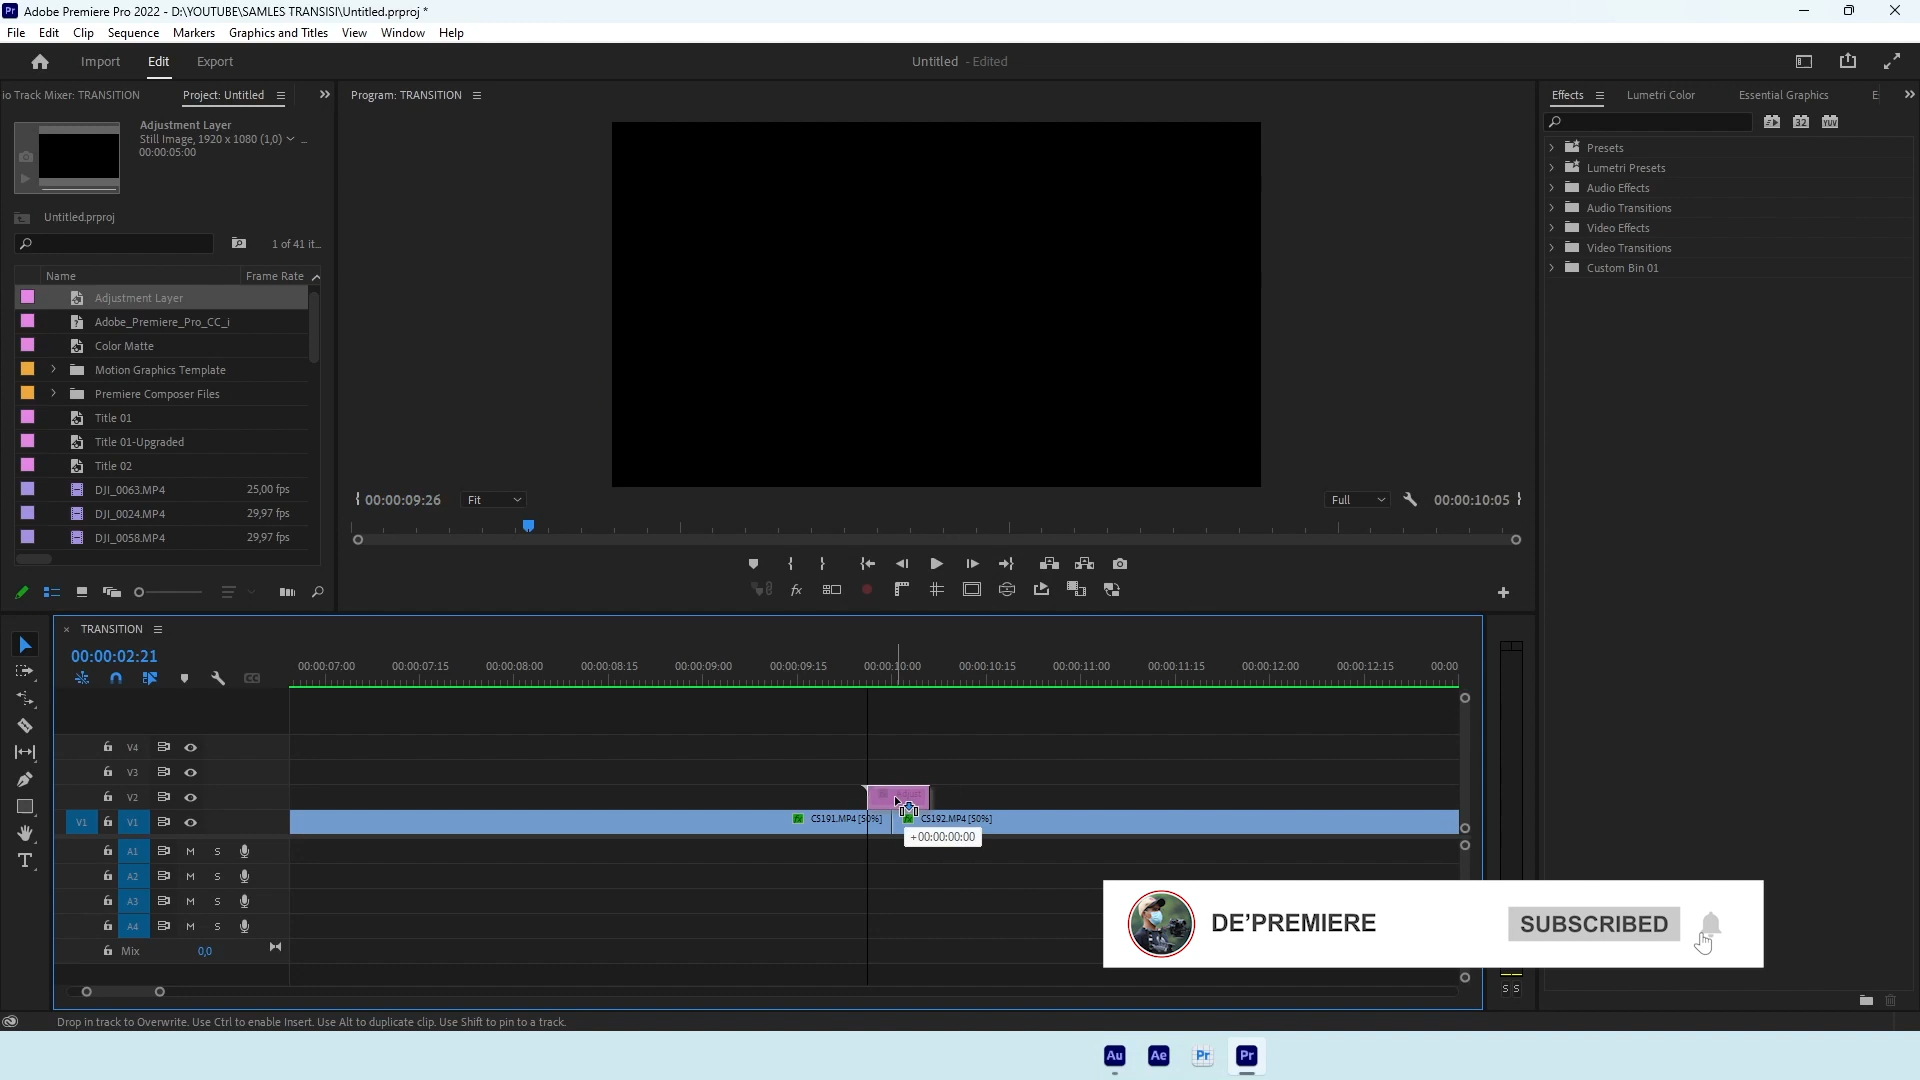 Pr Adobe Premiere Pro 2022 - D:\YOUTUBE\SAMLES TRANSISI\Untitled.prproj *
File Edit Clip Sequence Markers Graphics and Titles View Window Help
Import Edit Export Untitled - Edited
io Track Mixer: TRANSITION Project: Untitled
Program: TRANSITION
Effects Lumetri Color Essential Graphics E
Adjustment Layer
Still Image, 1920 x 1080 (1,0)
00:00:05:00
Untitled.prproj
1 of 41 it...
Name Frame Rate
Adjustment Layer
Adobe_Premiere_Pro_CC_i
Color Matte
Motion Graphics Template
Premiere Composer Files
Title 01
Title 01-Upgraded
Title 02
DJI_0063.MP4 25,00 fps
DJI_0024.MP4 29,97 fps
DJI_0058.MP4 29,97 fps
00:00:09:26 Fit Full 00:00:10:05
32 YUV
Presets
Lumetri Presets
Audio Effects
Audio Transitions
Video Effects
Video Transitions
Custom Bin 01
TRANSITION
00:00:02:21
00:00:07:00 00:00:07:15 00:00:08:00 00:00:08:15 00:00:09:00 00:00:09:15 00:00:10:00 00:00:10:15 00:00:11:00 00:00:11:15 00:00:12:00 00:00:12:15 00:00
V4
V3
V2 Adjust
V1 V1 CS191.MP4 [50%] CS192.MP4 [50%]
+00:00:00:00
A1 M S
A2 M S
A3 M S
A4 M S
Mix 0,0
DE'PREMIERE SUBSCRIBED
S S
Drop in track to Overwrite. Use Ctrl to enable Insert. Use Alt to duplicate clip. Use Shift to pin to a track.
Au Ae Pr Pr